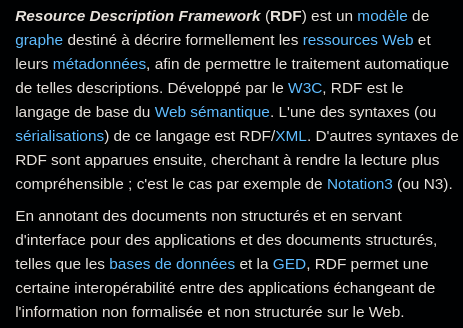 Resource Description Framework (RDF) est un modèle de
graphe destiné à décrire formellement les ressources Web et
leurs métadonnées, afin de permettre le traitement automatique
de telles descriptions. Développé par le W3C, RDF est le
langage de base du Web sémantique. L'une des syntaxes (ou
sérialisations) de ce langage est RDF/XML. D'autres syntaxes de
RDF sont apparues ensuite, cherchant à rendre la lecture plus
compréhensible ; c'est le cas par exemple de Notation3 (ou N3).
En annotant des documents non structurés et en servant
d'interface pour des applications et des documents structurés,
telles que les bases de données et la GED, RDF permet une
certaine interopérabilité entre des applications échangeant de
l'information non formalisée et non structurée sur le Web.